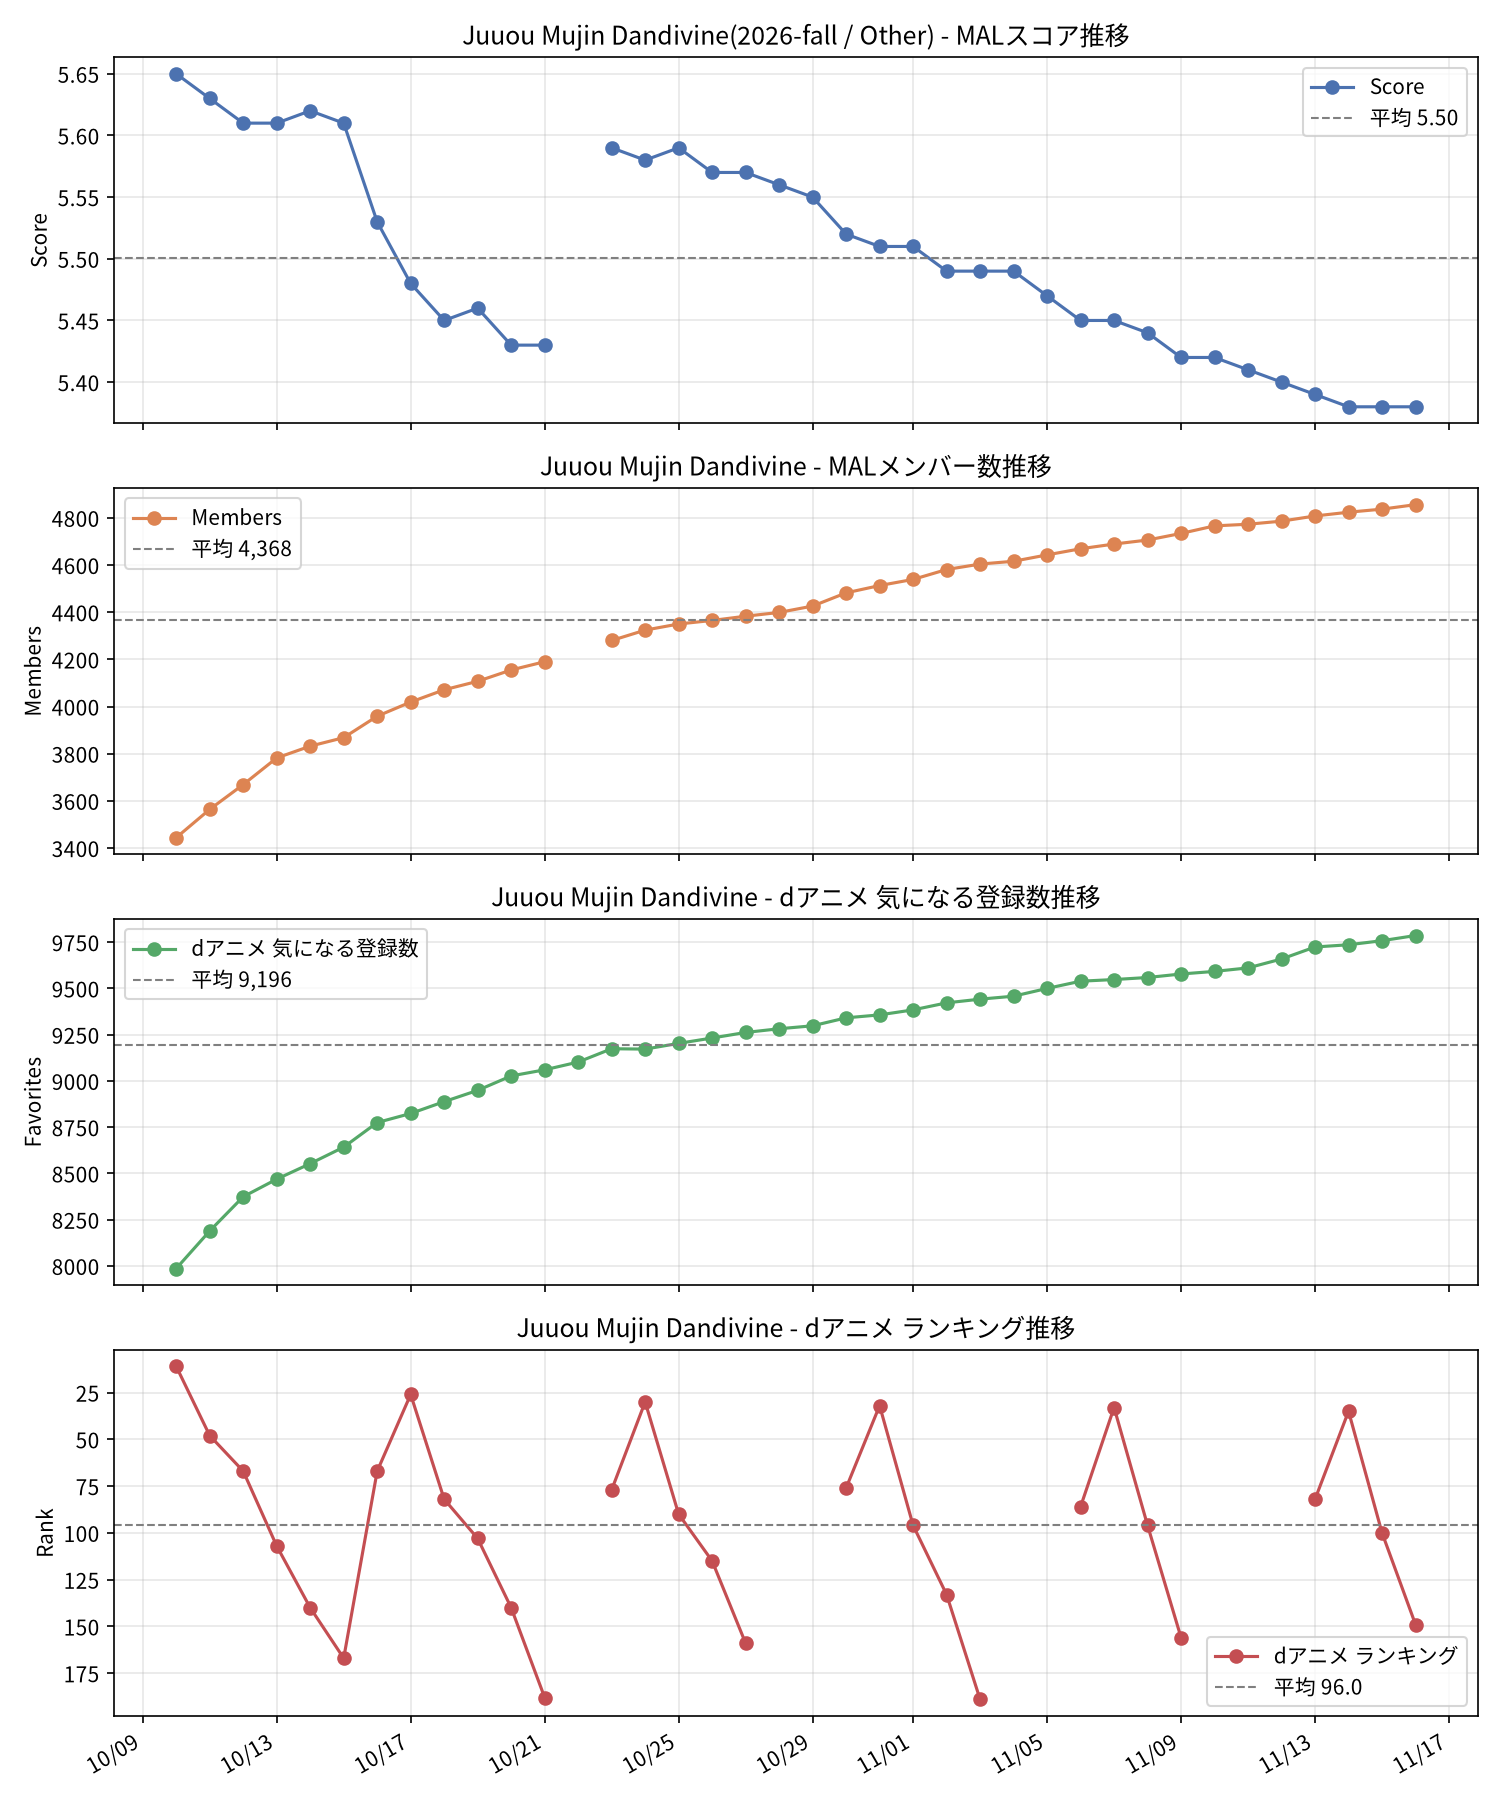 Juuou Mujin Dandivine(2026-fall / Other) - MALスコア推移
Score
平均 5.50
5.65
5.60
5.55
5.50
5.45
5.40
Score
Juuou Mujin Dandivine - MALメンバー数推移
Members
平均 4,368
4800
4600
4400
4200
4000
3800
3600
3400
Members
Juuou Mujin Dandivine - dアニメ 気になる登録数推移
dアニメ 気になる登録数
平均 9,196
9750
9500
9250
9000
8750
8500
8250
8000
Favorites
Juuou Mujin Dandivine - dアニメ ランキング推移
25
50
75
100
125
150
175
Rank
dアニメ ランキング
平均 96.0
10/09
10/13
10/17
10/21
10/25
10/29
11/01
11/05
11/09
11/13
11/17